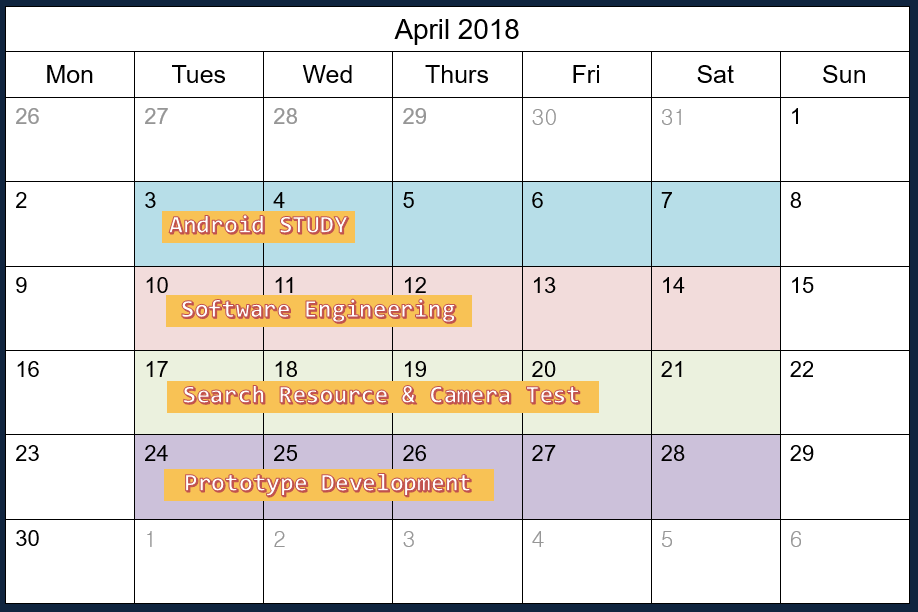 April 2018
Mon Tues Wed Thurs Fri Sat Sun
26 27 28 29 30 31 1
2 3 4 5 6 7 8
Android STUDY
9 10 11 12 13 14 15
Software Engineering
16 17 18 19 20 21 22
Search Resource & Camera Test
23 24 25 26 27 28 29
Prototype Development
30 1 2 3 4 5 6